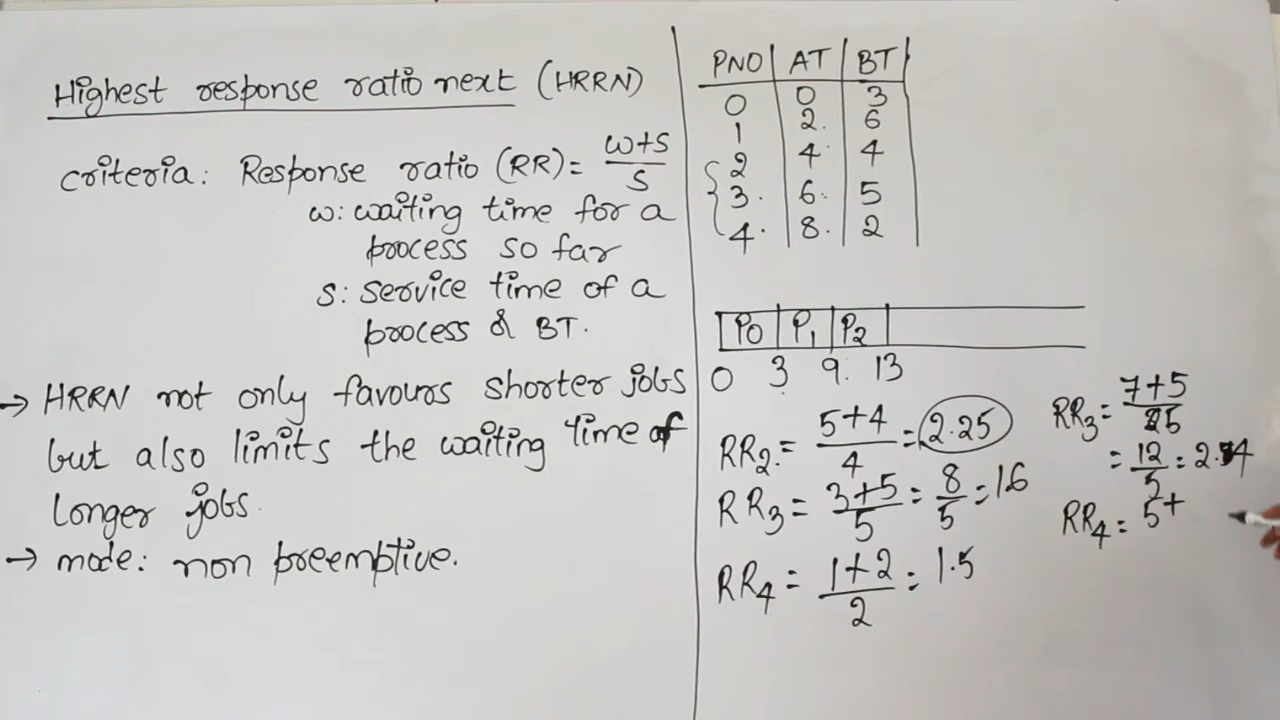 Highest response ratio next (HRRN)
criteria: Response ratio (RR) = w+s / s
w: waiting time for a
process so far
s: service time of a
process & BT.
→ HRRN not only favours shorter jobs
but also limits the waiting time of
longer jobs.
→ mode: non preemptive.
PNO | AT | BT
0 | 0 | 3
1 | 2. | 6
2 | 4. | 4
3. | 6. | 5
4. | 8. | 2
P0 | P1 | P2
0 3 9. 13
RR2 = 5+4 / 4 = 2.25
RR3 = 3+5 / 5 = 8 / 5 = 1.6
RR4 = 1+2 / 2 = 1.5
RR3 = 7+5 / 5
= 12 / 5 = 2.4
RR4 = 5+